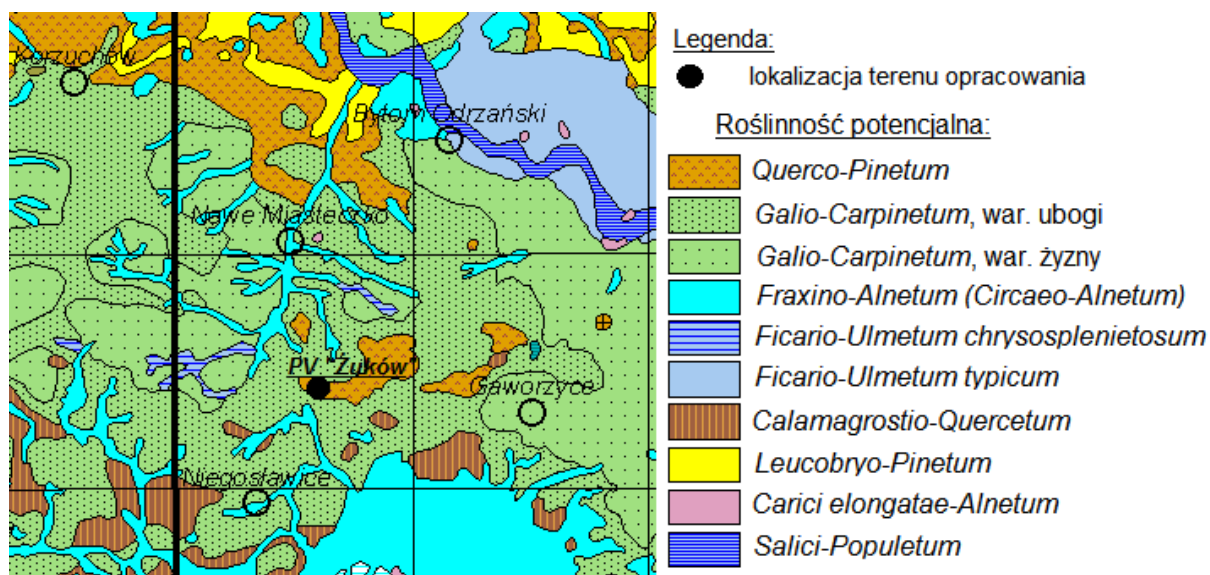 Kożuchów
Bytom Odrzański
Nowe Miasteczko
PV "Żuków"
Gaworzyce
Niegosławice
Legenda:
lokalizacja terenu opracowania
Roślinność potencjalna:
Querco-Pinetum
Galio-Carpinetum, war. ubogi
Galio-Carpinetum, war. żyzny
Fraxino-Alnetum (Circaeo-Alnetum)
Ficario-Ulmetum chrysosplenietosum
Ficario-Ulmetum typicum
Calamagrostio-Quercetum
Leucobryo-Pinetum
Carici elongatae-Alnetum
Salici-Populetum